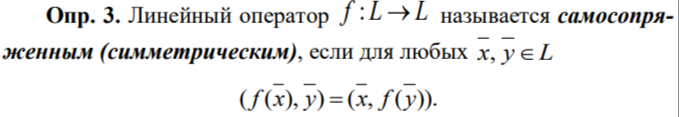 Опр. 3. Линейный оператор f : L → L называется самосопря-
женным (симметрическим), если для любых x̅, y̅ ∈ L
(f(x̅), y̅) = (x̅, f(y̅)).